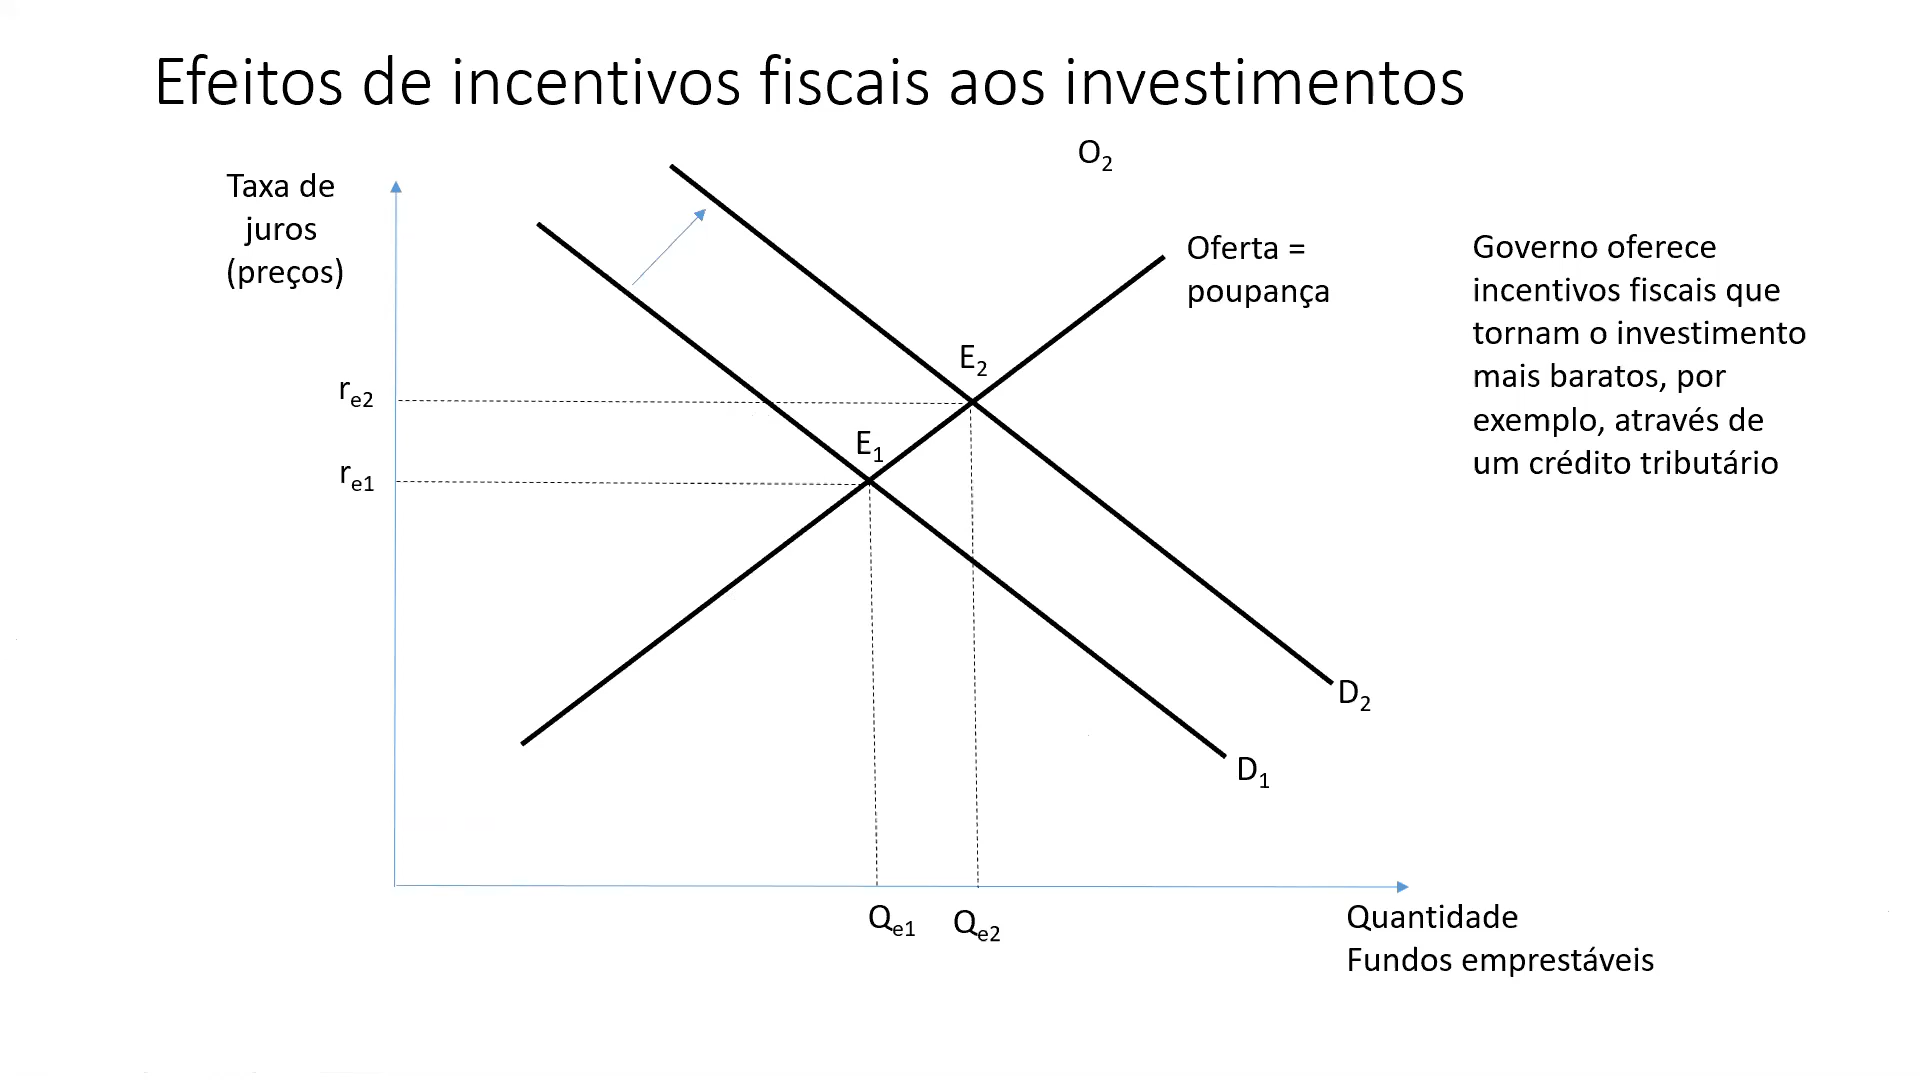 Efeitos de incentivos fiscais aos investimentos
O₂
Taxa de
juros
(preços)
Oferta =
poupança
Governo oferece
incentivos fiscais que
tornam o investimento
mais baratos, por
exemplo, através de
um crédito tributário
E₂
rₑ₂
E₁
rₑ₁
D₂
D₁
Qₑ₁
Qₑ₂
Quantidade
Fundos emprestáveis